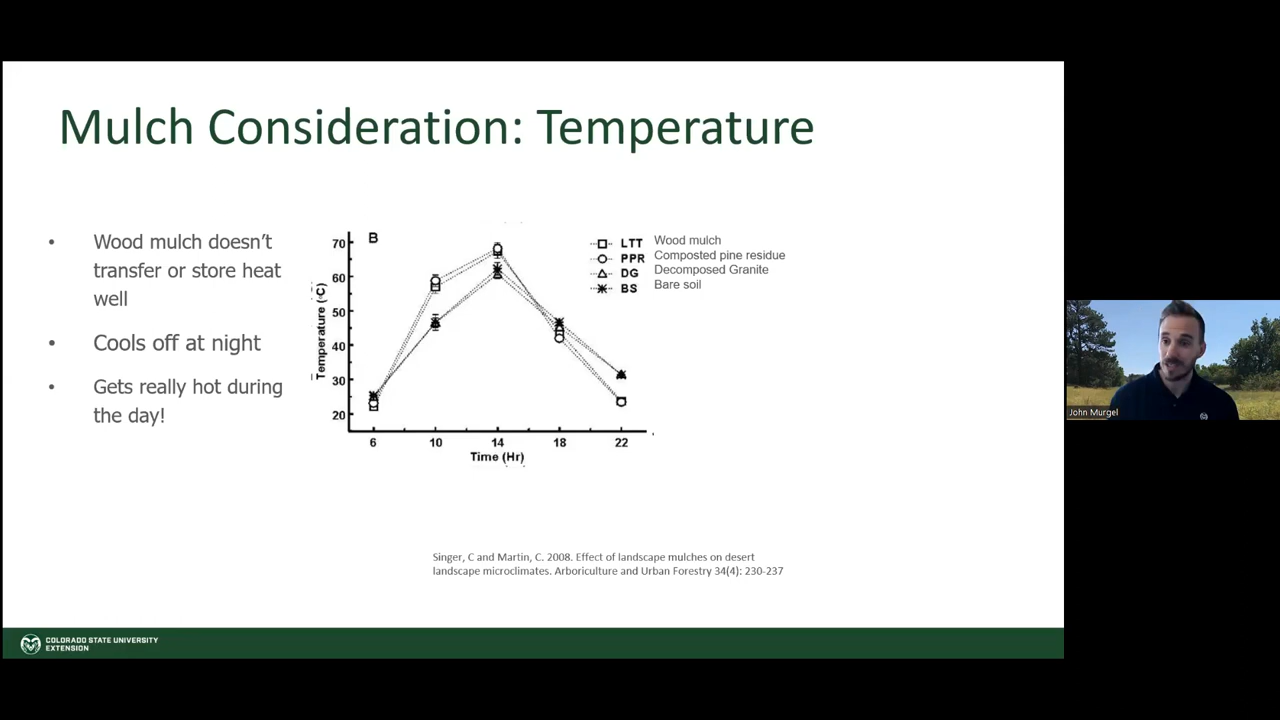 Mulch Consideration: Temperature
• Wood mulch doesn’t
transfer or store heat
well
• Cools off at night
• Gets really hot during
the day!
B
70
60
50
40
30
20
Temperature (°C)
6 10 14 18 22
Time (Hr)
LTT Wood mulch
PPR Composted pine residue
DG Decomposed Granite
BS Bare soil
Singer, C and Martin, C. 2008. Effect of landscape mulches on desert
landscape microclimates. Arboriculture and Urban Forestry 34(4): 230-237
COLORADO STATE UNIVERSITY
EXTENSION
John Murgel